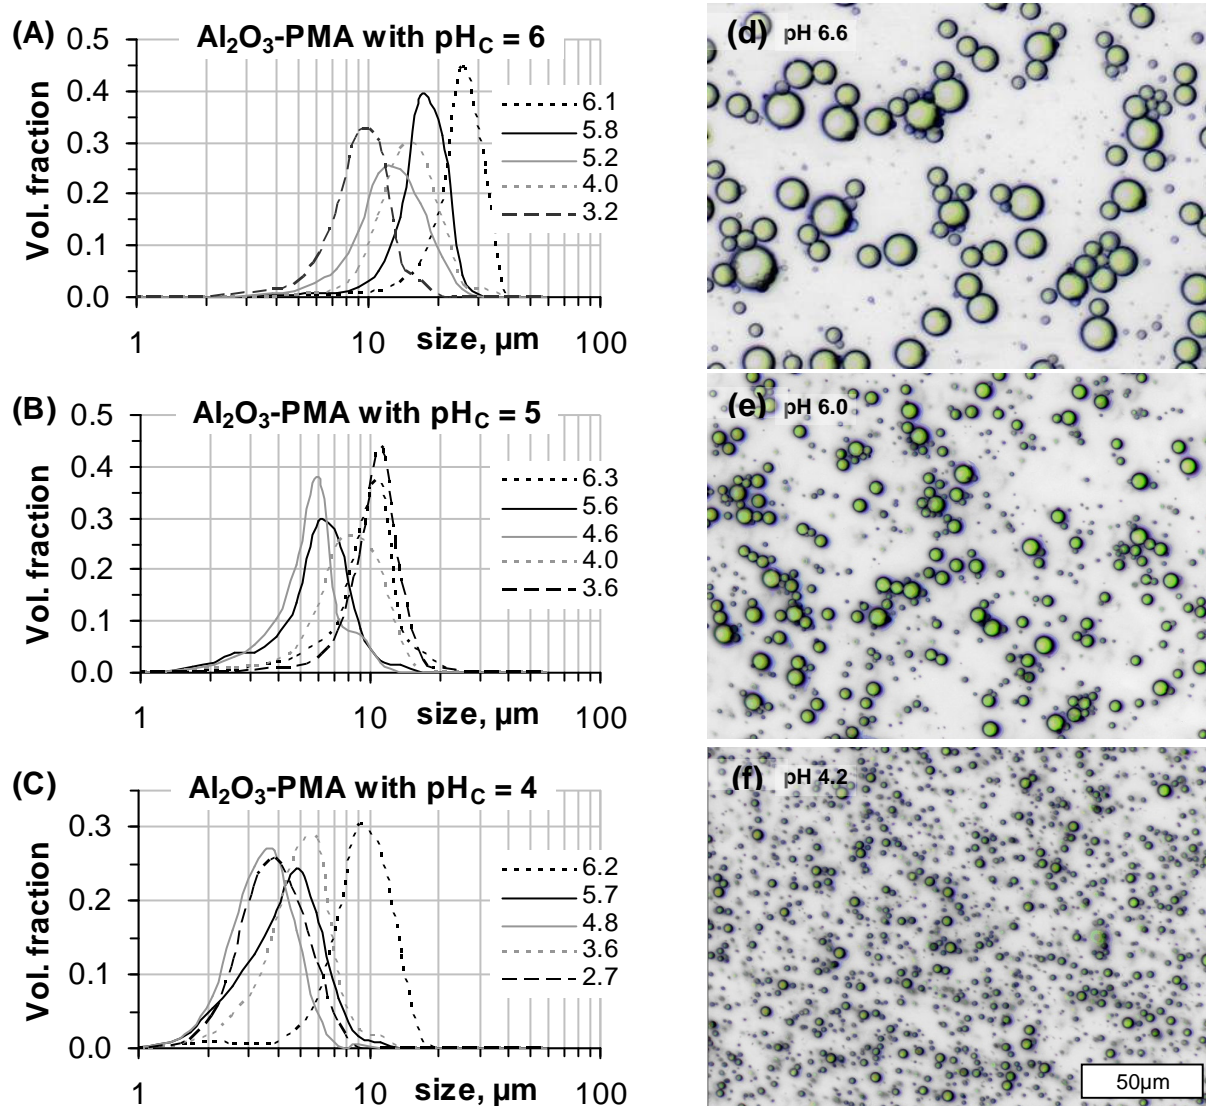 (A)
Al₂O₃-PMA with pHC = 6
Vol. fraction
0.5
0.4
0.3
0.2
0.1
0.0
6.1
5.8
5.2
4.0
3.2
1
10
size, µm
100
(B)
Al₂O₃-PMA with pHC = 5
Vol. fraction
0.5
0.4
0.3
0.2
0.1
0.0
6.3
5.6
4.6
4.0
3.6
1
10
size, µm
100
(C)
Al₂O₃-PMA with pHC = 4
Vol. fraction
0.3
0.2
0.1
0.0
6.2
5.7
4.8
3.6
2.7
1
10
size, µm
100
(d) pH 6.6
(e) pH 6.0
(f) pH 4.2
50µm